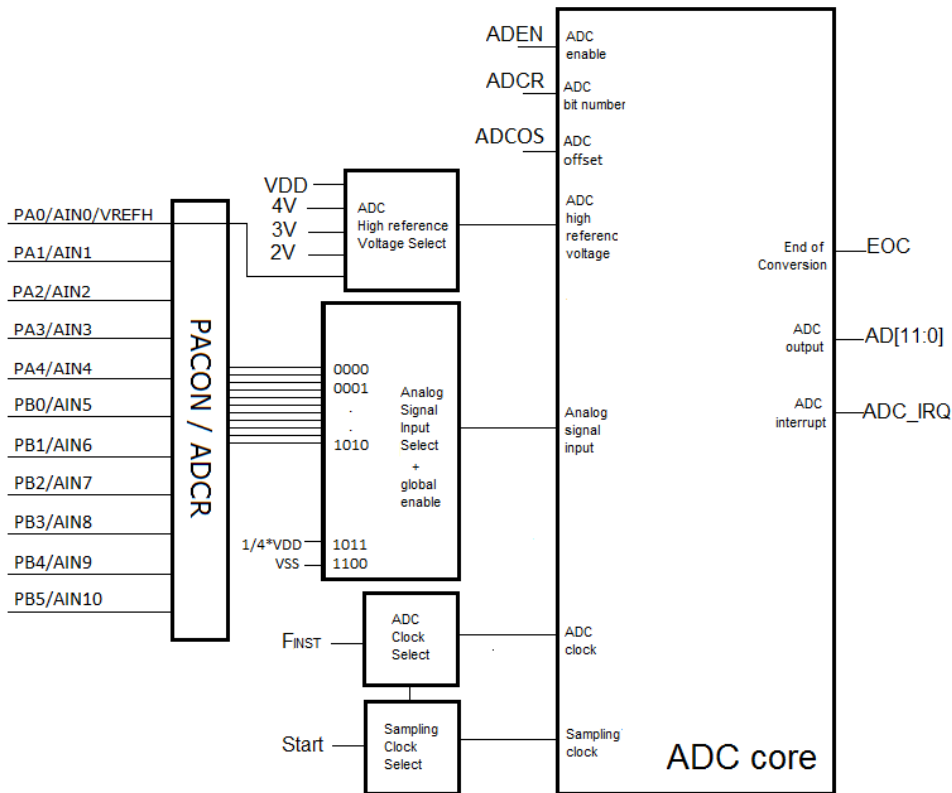 ADEN
ADC
enable
ADCR
ADC
bit number
ADCOS
ADC
offset
VDD
4V
3V
2V
ADC
High reference
Voltage Select
ADC
high
referenc
voltage
PA0/AIN0/VREFH
PA1/AIN1
PA2/AIN2
PA3/AIN3
PA4/AIN4
PB0/AIN5
PB1/AIN6
PB2/AIN7
PB3/AIN8
PB4/AIN9
PB5/AIN10
PACON / ADCR
0000
0001
.
.
1010
1/4*VDD
1011
VSS
1100
Analog
Signal
Input
Select
+
global
enable
Analog
signal
input
End of
Conversion
EOC
ADC
output
AD[11:0]
ADC
interrupt
ADC_IRQ
FINST
ADC
Clock
Select
ADC
clock
Start
Sampling
Clock
Select
Sampling
clock
ADC core